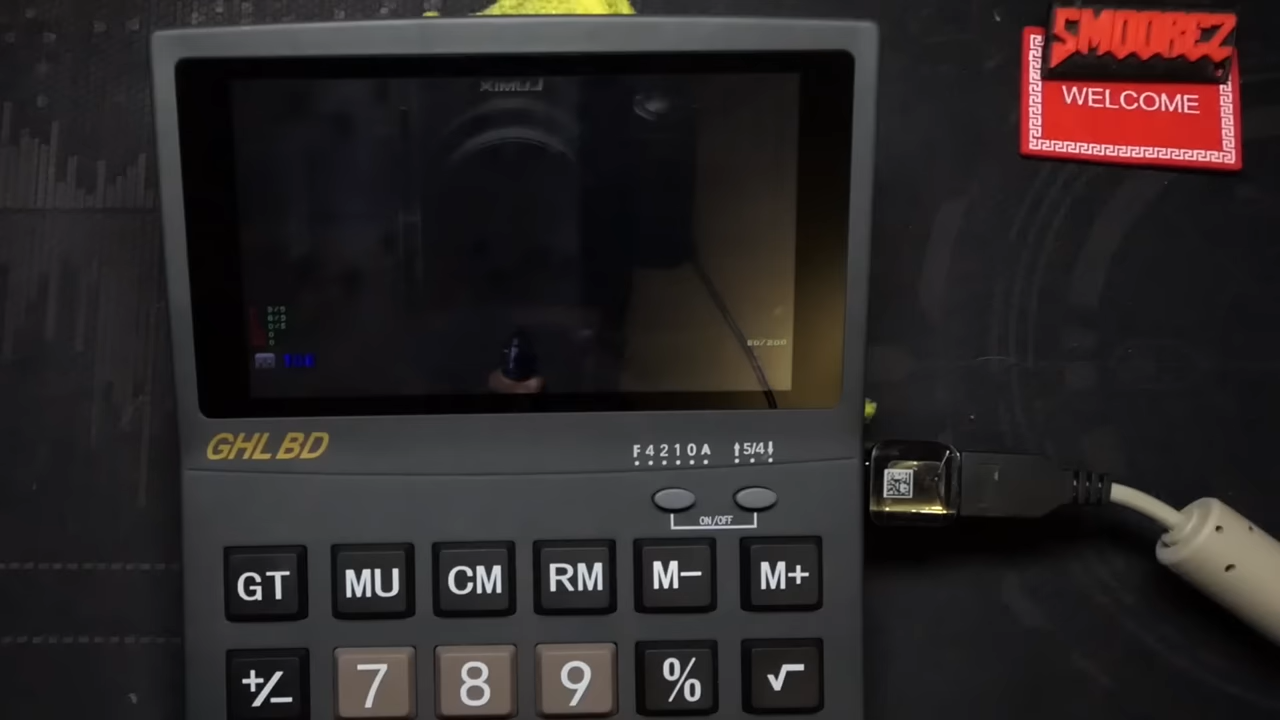 SMOOREZ
WELCOME
LUMIX
GHL BD
F 4 2 1 0 A
5/4
ON/OFF
GT MU CM RM M− M+
+/− 7 8 9 % √